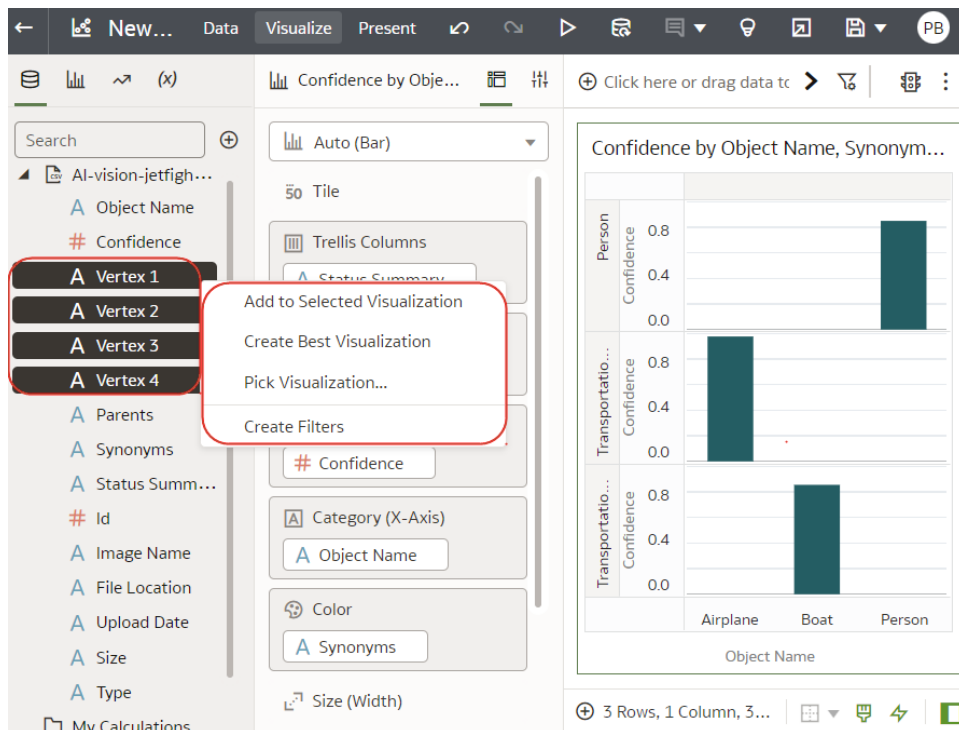 New... Data Visualize Present PB
(x) Confidence by Obje... Click here or drag data tc
Search
Auto (Bar)
Confidence by Object Name, Synonym...
CSV AI-vision-jetfigh...
50 Tile
A Object Name
# Confidence
Trellis Columns
A Vertex 1
A Status Summary
A Vertex 2
A Vertex 3
A Vertex 4
Add to Selected Visualization
Create Best Visualization
Pick Visualization...
Create Filters
A Parents
A Synonyms
A Status Summ...
# Id
A Image Name
A File Location
A Upload Date
A Size
A Type
My Calculations
# Confidence
A Category (X-Axis)
A Object Name
Color
A Synonyms
Size (Width)
Person
Confidence
0.8
0.4
0.0
Transportatio...
Confidence
0.8
0.4
0.0
Transportatio...
Confidence
0.8
0.4
0.0
Airplane Boat Person
Object Name
3 Rows, 1 Column, 3...